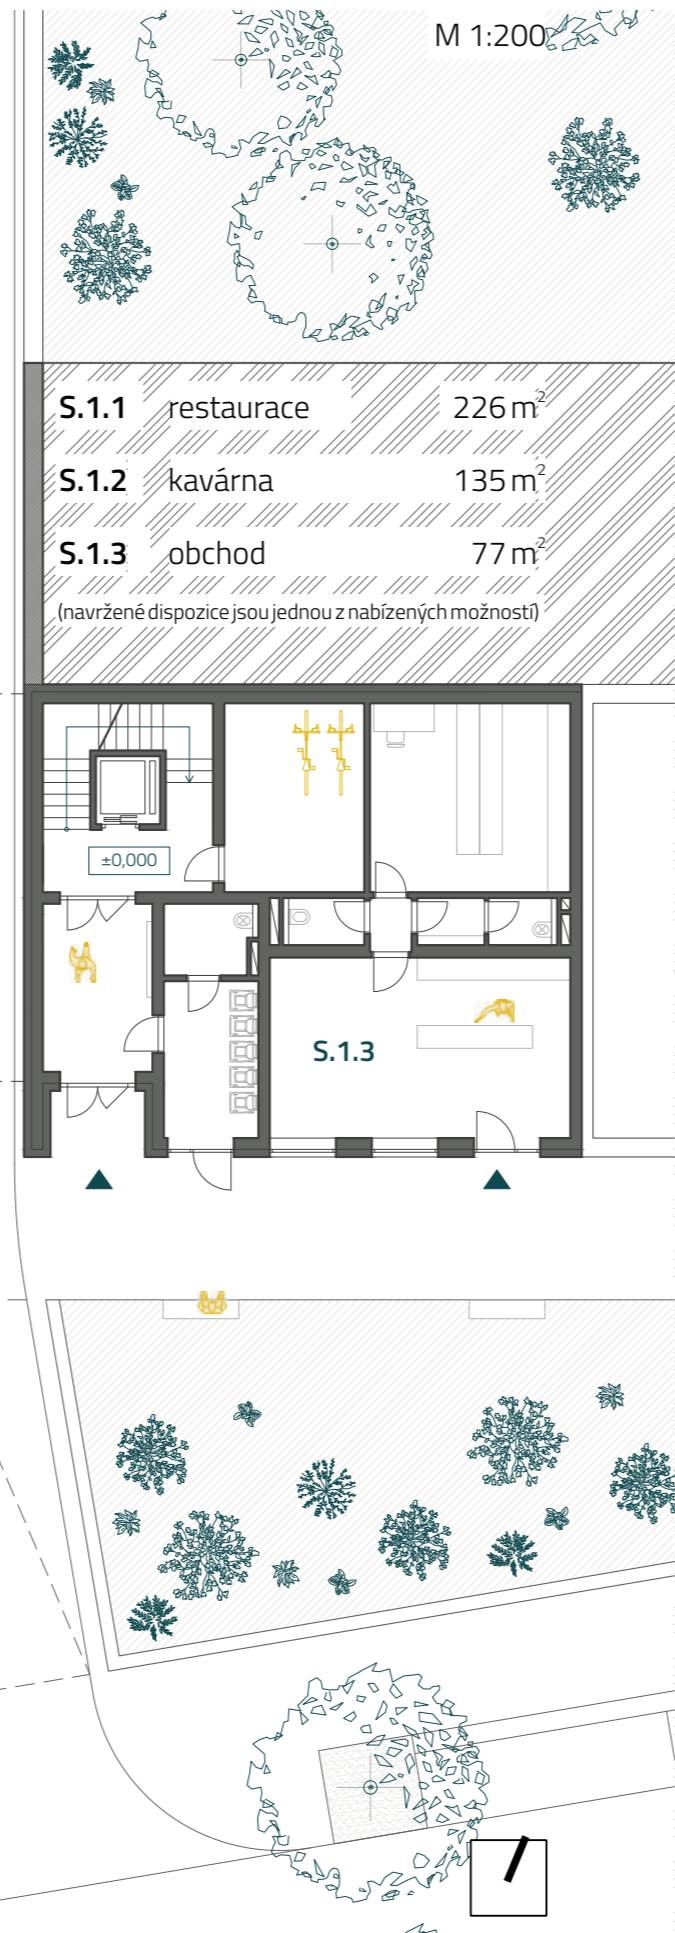 M 1:200
S.1.1 restaurace 226 m²
S.1.2 kavárna 135 m²
S.1.3 obchod 77 m²
(navržené dispozice jsou jednou z nabízených možností)
±0,000
S.1.3